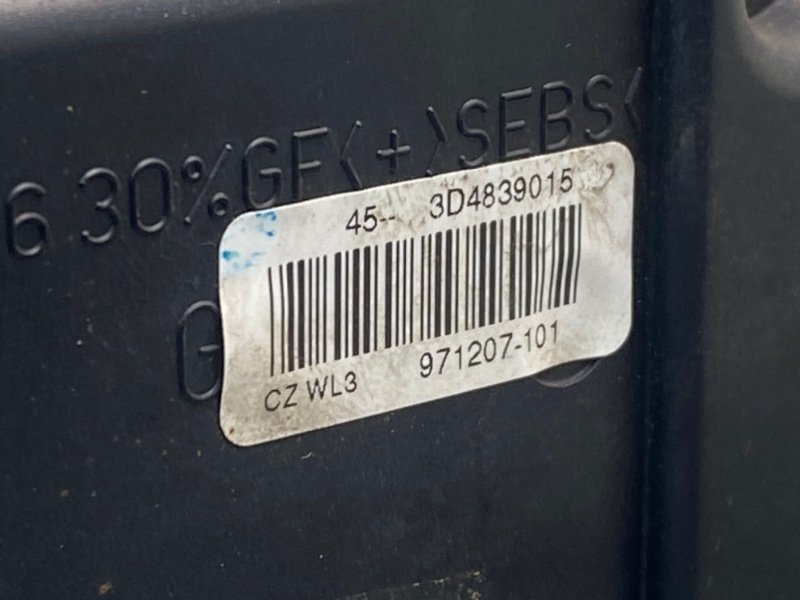 6 30%GF<+>SEBS<
45-- 3D4839015
971207-101
CZ WL3
G